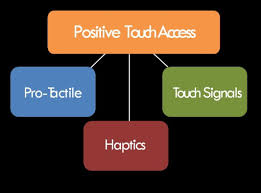 Positive Touch Access
Pro-Tactile
Touch Signals
Haptics